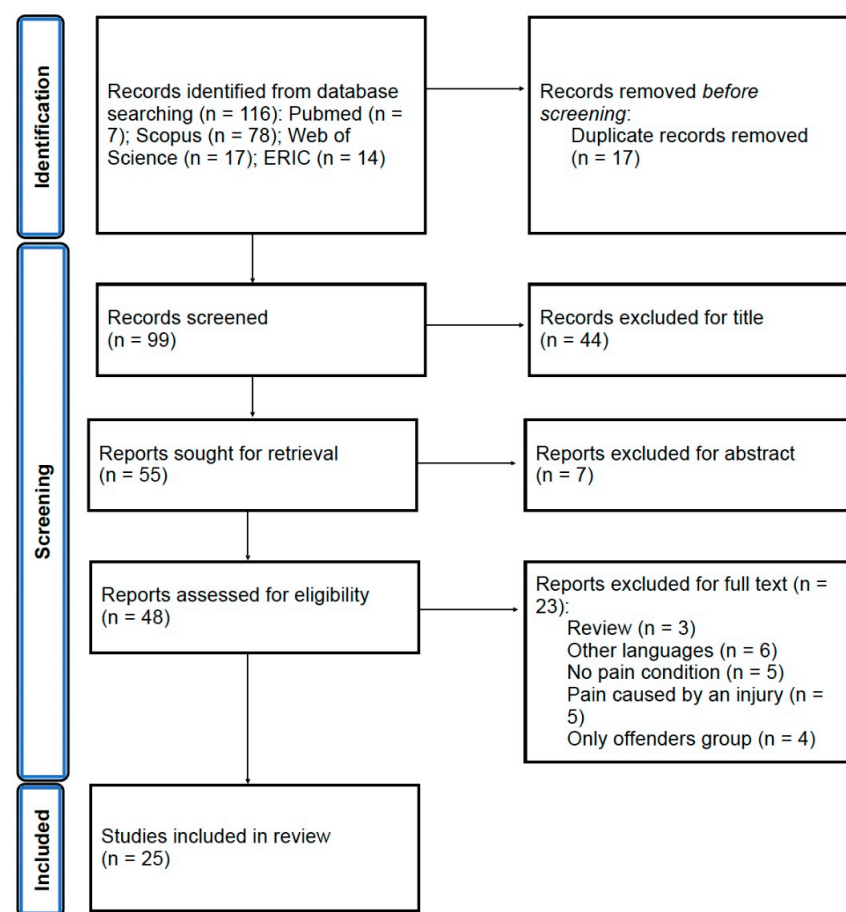 Identification
Records identified from database
searching (n = 116): Pubmed (n =
7); Scopus (n = 78); Web of
Science (n = 17); ERIC (n = 14)
Records removed before
screening:
Duplicate records removed
(n = 17)
Screening
Records screened
(n = 99)
Records excluded for title
(n = 44)
Reports sought for retrieval
(n = 55)
Reports excluded for abstract
(n = 7)
Reports assessed for eligibility
(n = 48)
Reports excluded for full text (n =
23):
Review (n = 3)
Other languages (n = 6)
No pain condition (n = 5)
Pain caused by an injury (n =
5)
Only offenders group (n = 4)
Included
Studies included in review
(n = 25)